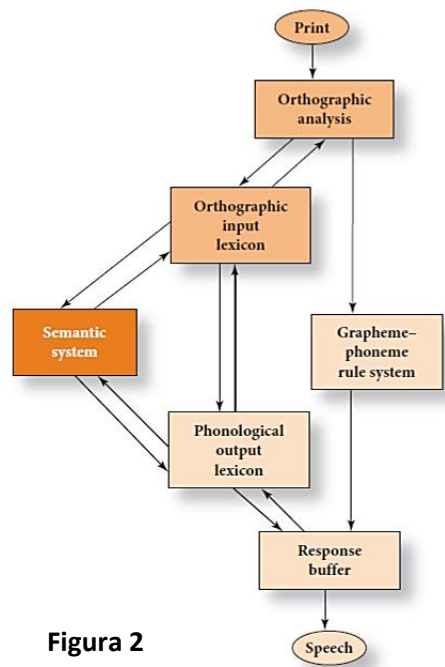 Print
Orthographic
analysis
Orthographic
input
lexicon
Semantic
system
Grapheme–
phoneme
rule system
Phonological
output
lexicon
Response
buffer
Figura 2
Speech